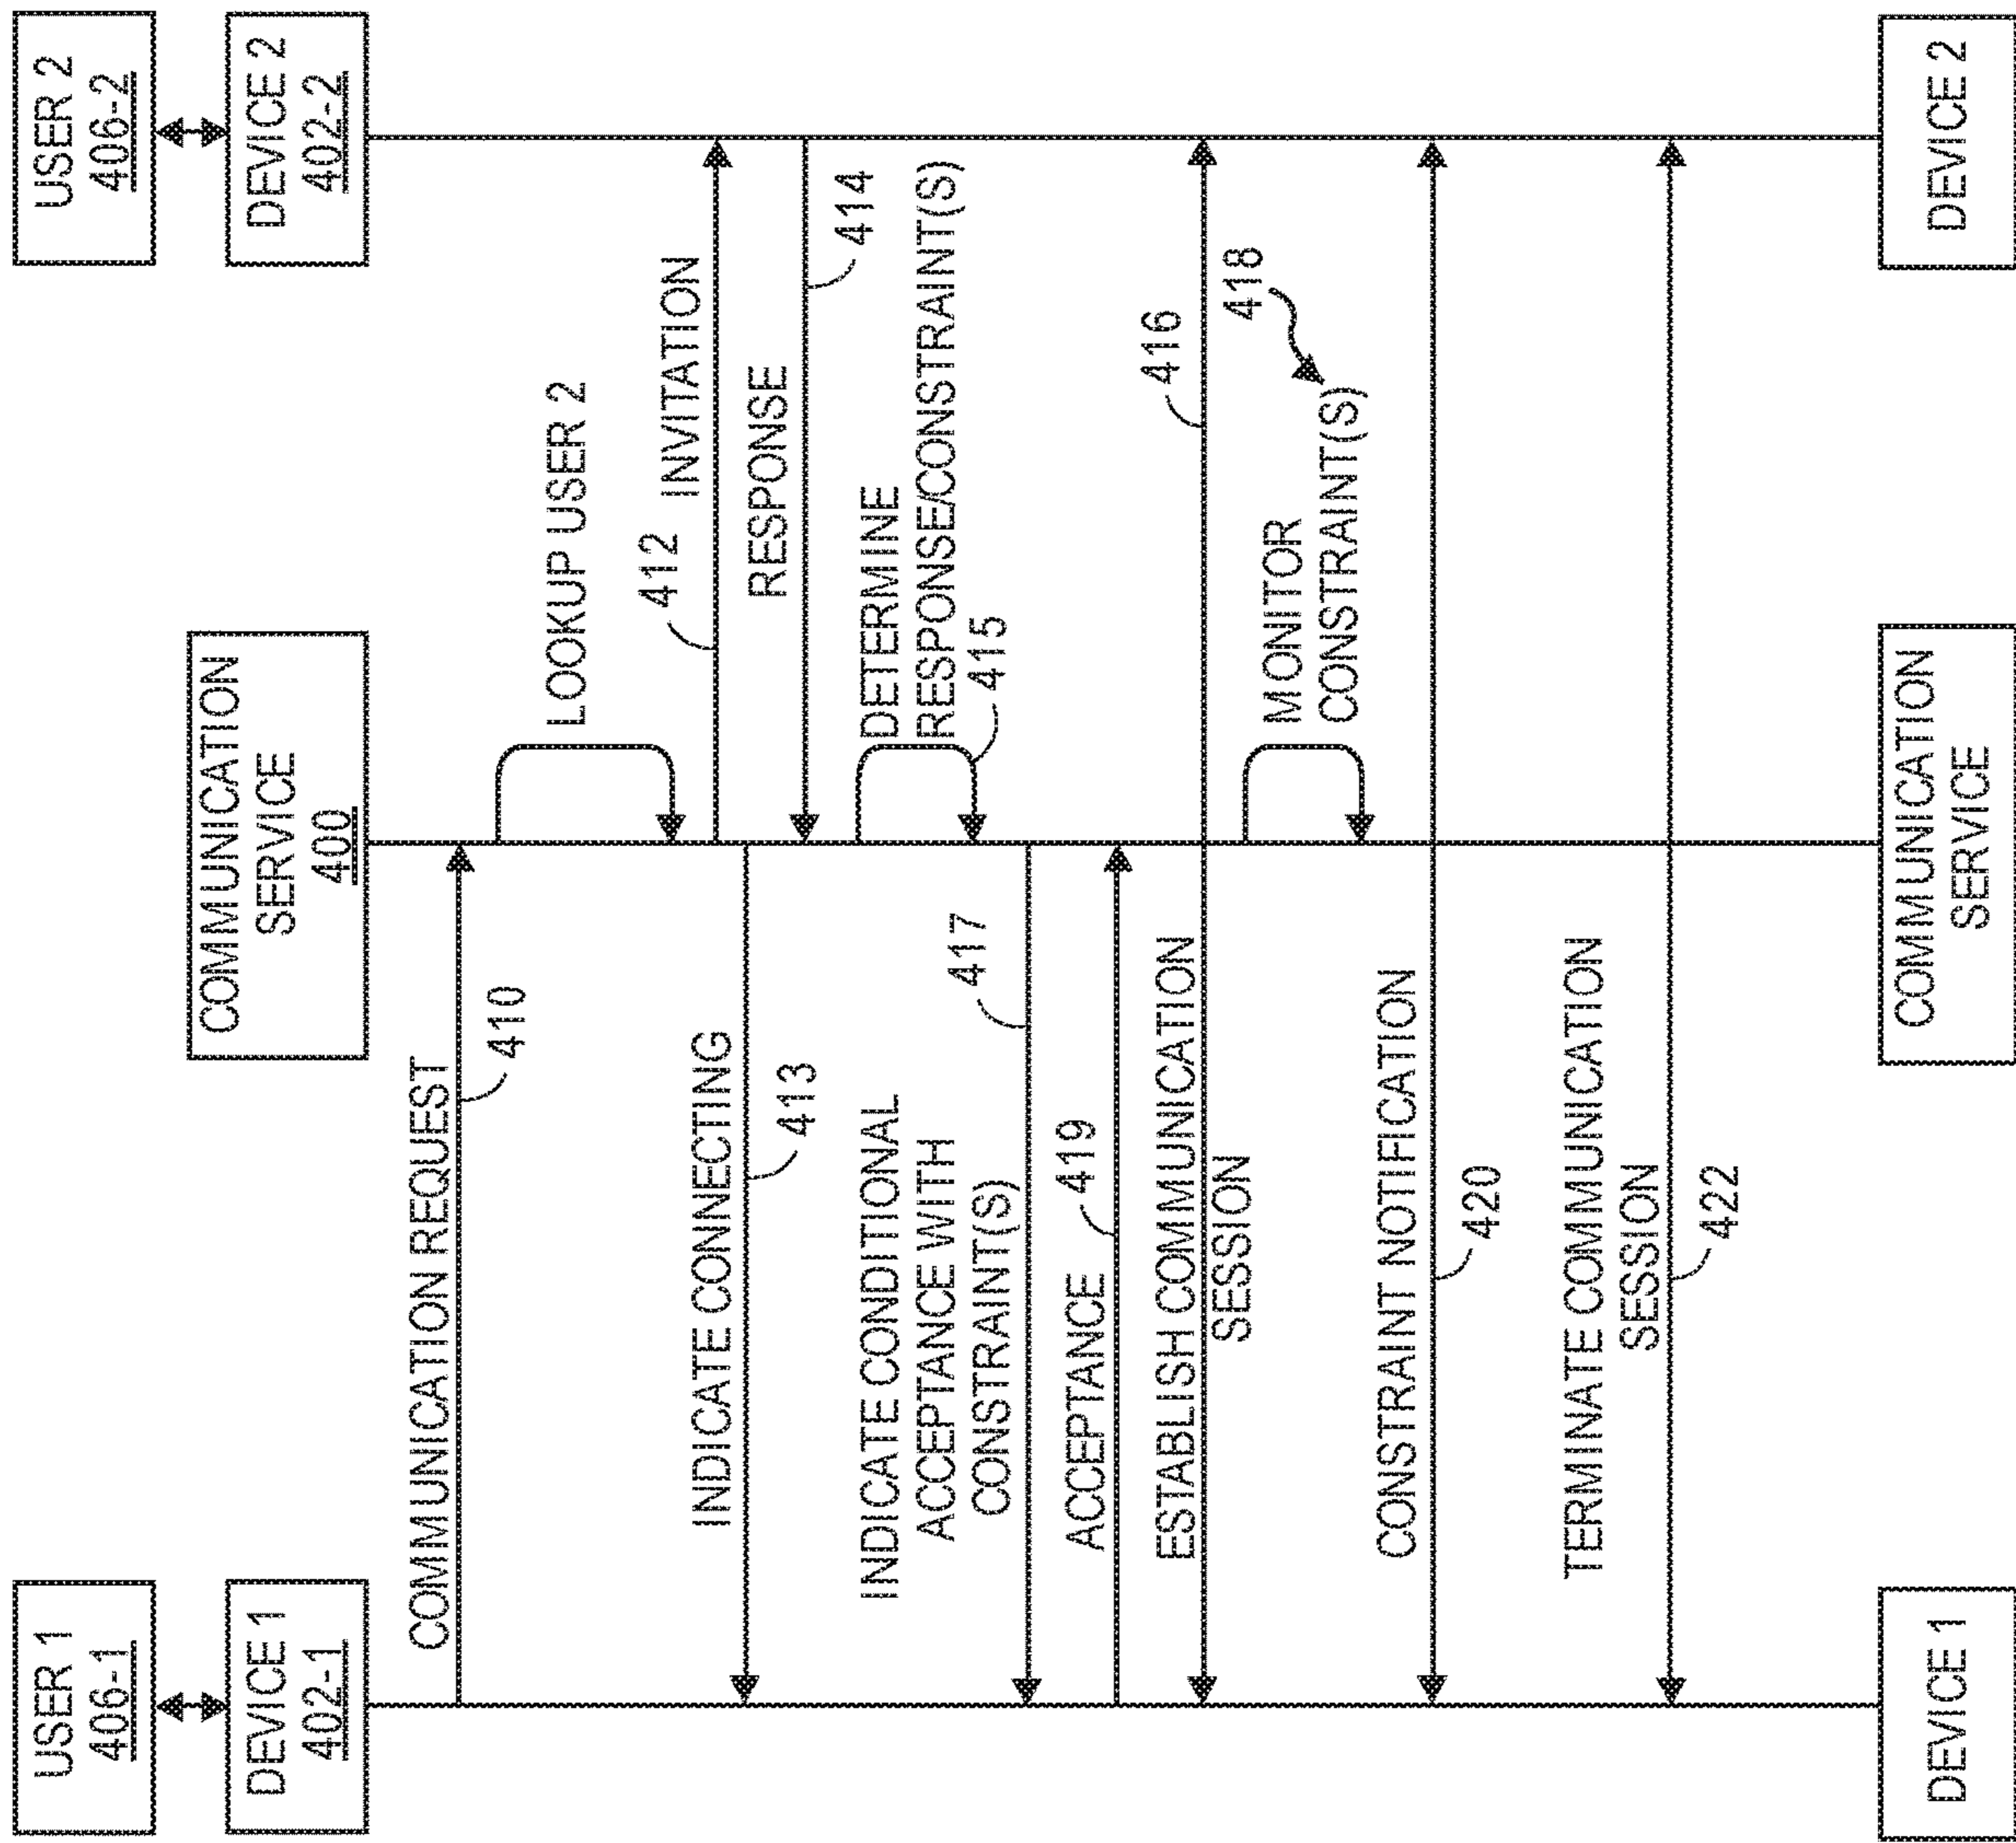 USER 1
406-1
DEVICE 1
402-1
COMMUNICATION
SERVICE
400
USER 2
406-2
DEVICE 2
402-2
COMMUNICATION REQUEST
410
LOOKUP USER 2
412
INVITATION
INDICATE CONNECTING
413
RESPONSE
414
DETERMINE
RESPONSE/CONSTRAINT(S)
415
INDICATE CONDITIONAL
ACCEPTANCE WITH
CONSTRAINT(S)
417
ACCEPTANCE
419
ESTABLISH COMMUNICATION
SESSION
416
MONITOR
CONSTRAINT(S)
418
CONSTRAINT NOTIFICATION
420
TERMINATE COMMUNICATION
SESSION
422
DEVICE 1
COMMUNICATION
SERVICE
DEVICE 2